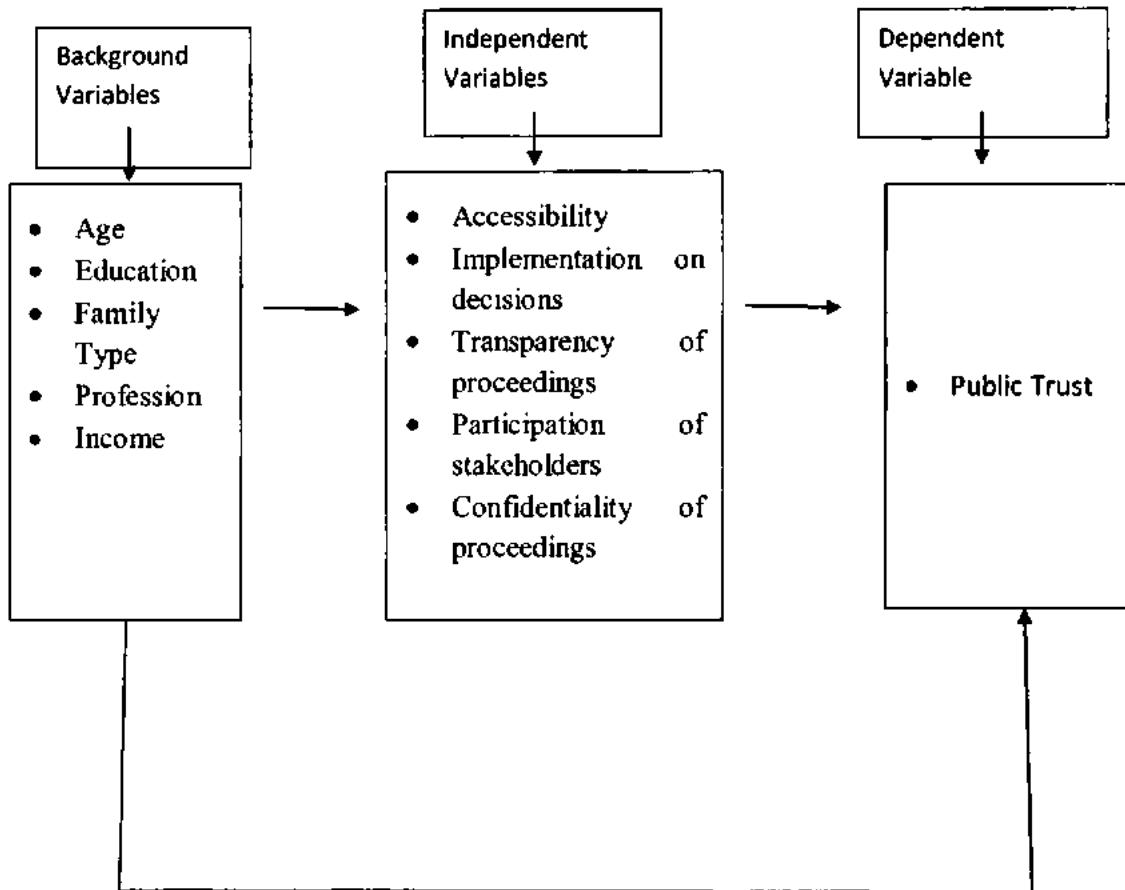 Background
Variables
Independent
Variables
Dependent
Variable
• Age
• Education
• Family
Type
• Profession
• Income
• Accessibility
• Implementation on
decisions
• Transparency of
proceedings
• Participation of
stakeholders
• Confidentiality of
proceedings
• Public Trust